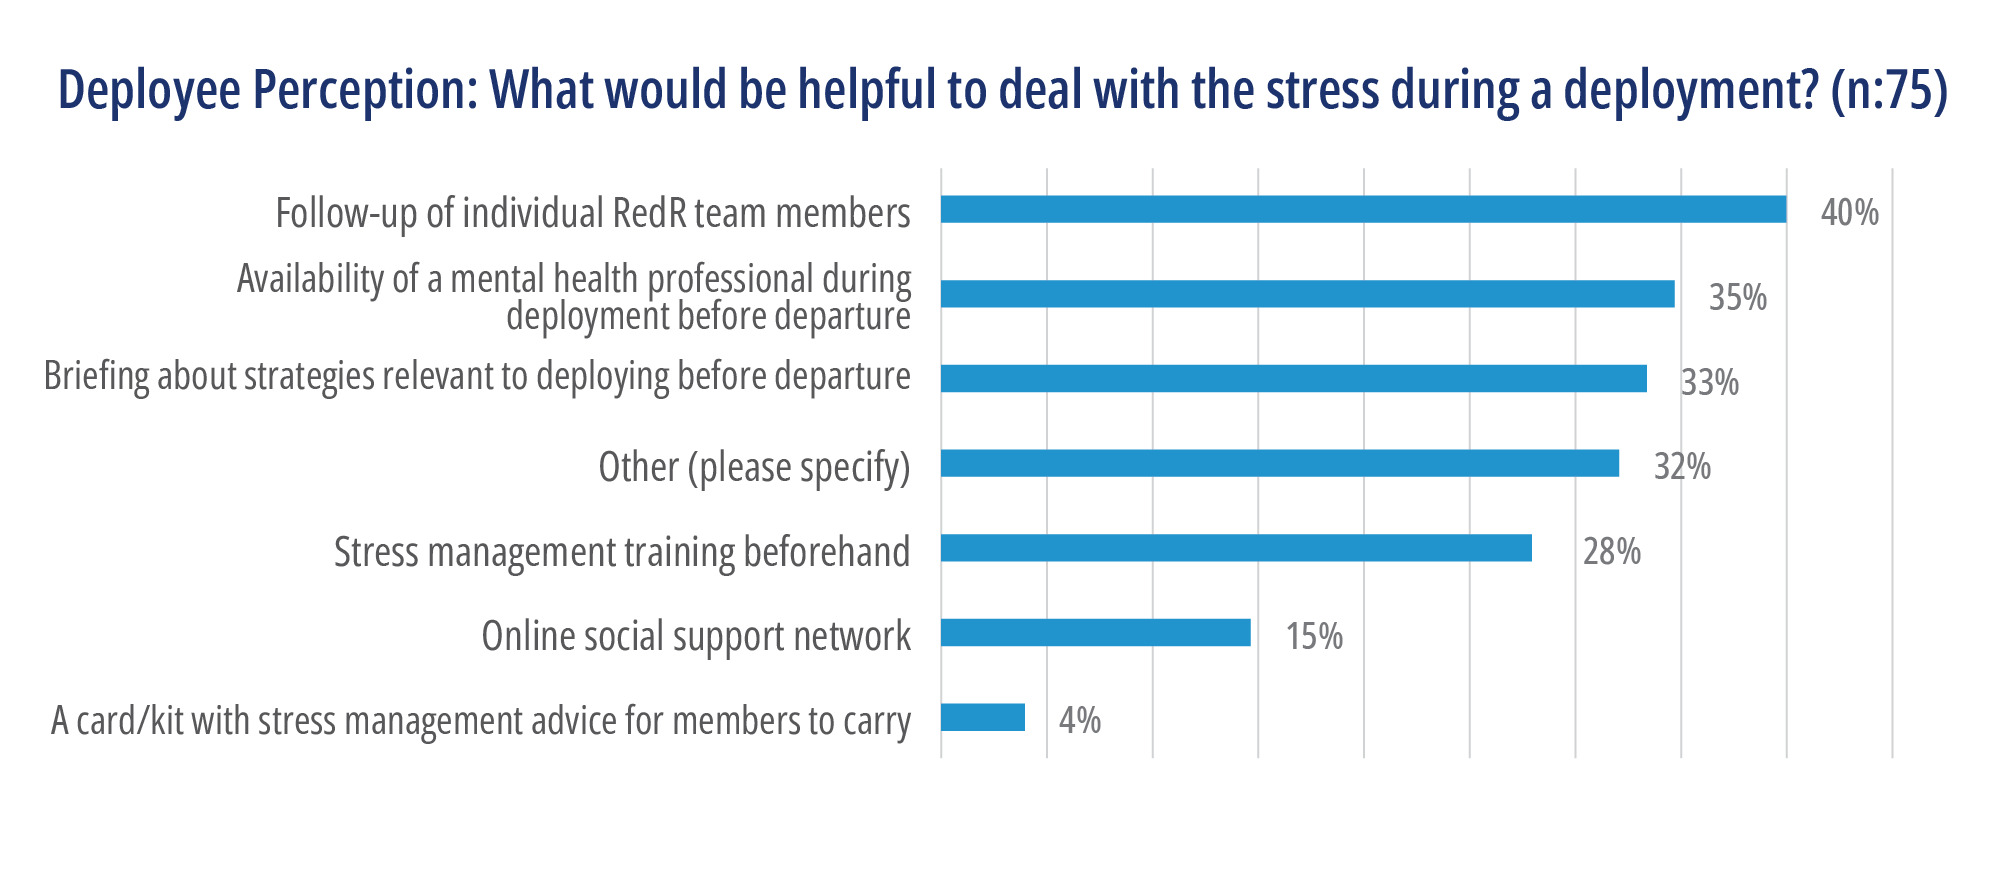 Deployee Perception: What would be helpful to deal with the stress during a deployment? (n:75)
Follow-up of individual RedR team members
40%
Availability of a mental health professional during
deployment before departure
35%
Briefing about strategies relevant to deploying before departure
33%
Other (please specify)
32%
Stress management training beforehand
28%
Online social support network
15%
A card/kit with stress management advice for members to carry
4%